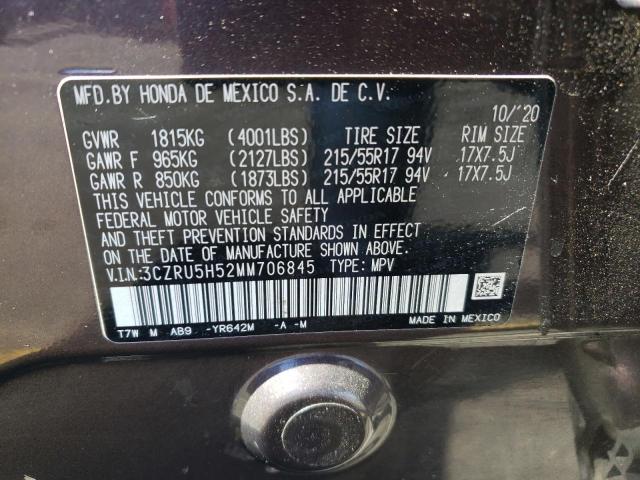 MFD.BY HONDA DE MEXICO S.A. DE C.V.
10/'20
GVWR 1815KG (4001LBS) TIRE SIZE RIM SIZE
GAWR F 965KG (2127LBS) 215/55R17 94V 17X7.5J
GAWR R 850KG (1873LBS) 215/55R17 94V 17X7.5J
THIS VEHICLE CONFORMS TO ALL APPLICABLE
FEDERAL MOTOR VEHICLE SAFETY
AND THEFT PREVENTION STANDARDS IN EFFECT
ON THE DATE OF MANUFACTURE SHOWN ABOVE.
V.I.N:3CZRU5H52MM706845 TYPE: MPV
T7W M AB9 -YR642M -A -M
MADE IN MEXICO